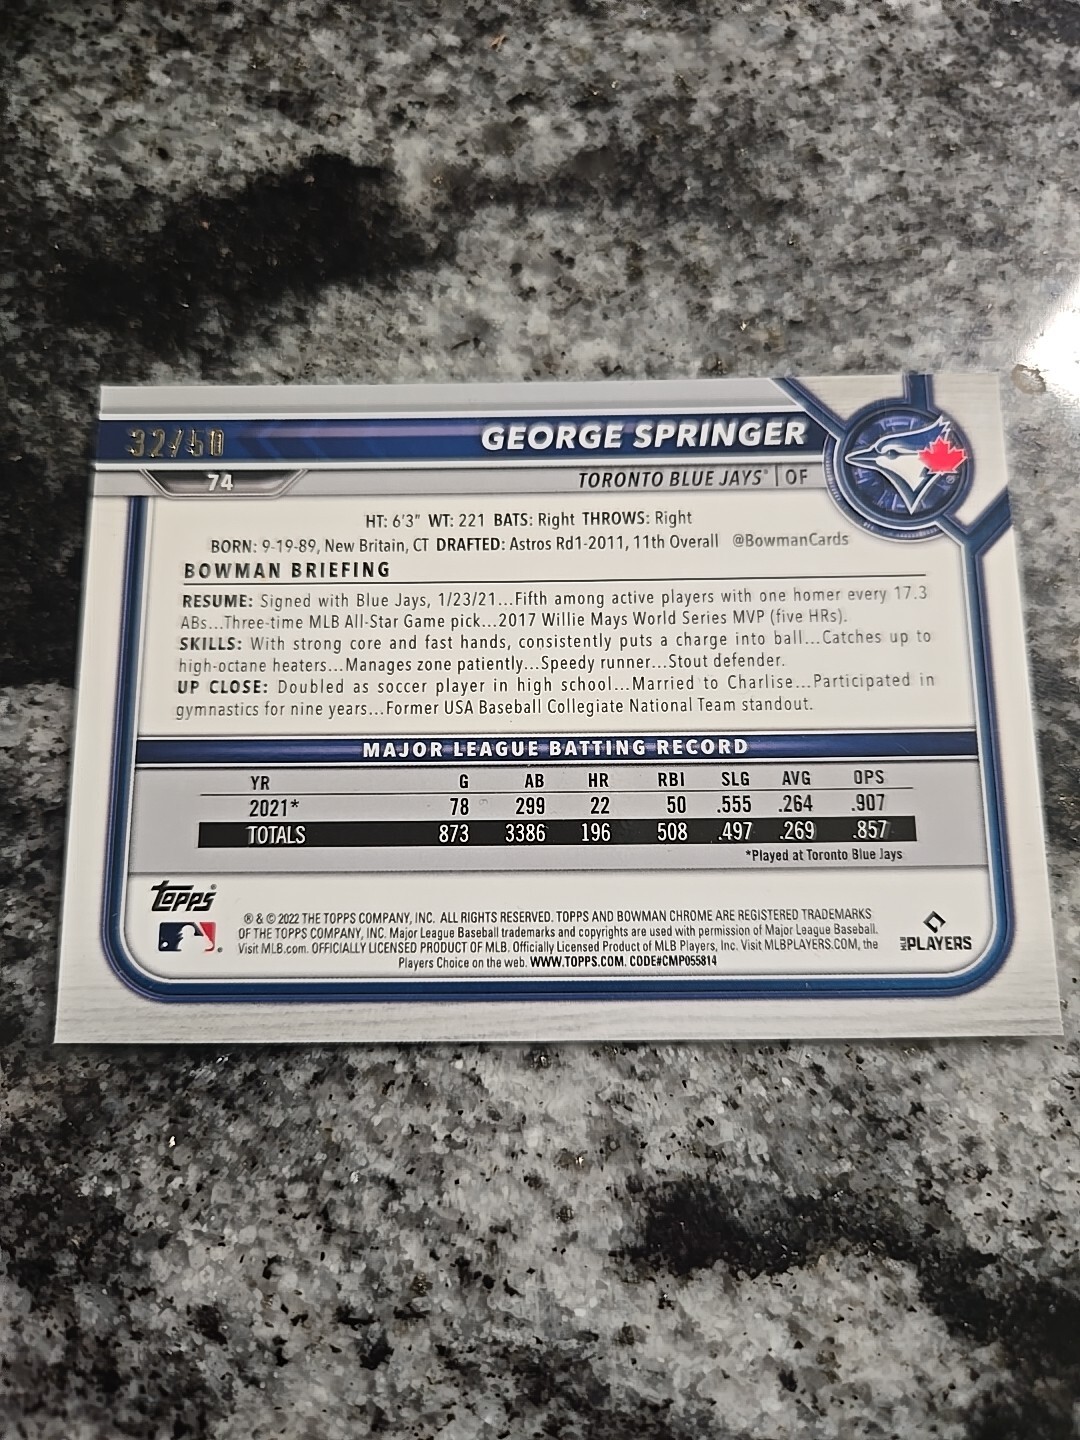 32/50
GEORGE SPRINGER
74
TORONTO BLUE JAYS® | OF
HT: 6'3" WT: 221 BATS: Right THROWS: Right
BORN: 9-19-89, New Britain, CT DRAFTED: Astros Rd1-2011, 11th Overall @BowmanCards
BOWMAN BRIEFING
RESUME: Signed with Blue Jays, 1/23/21...Fifth among active players with one homer every 17.3
ABs...Three-time MLB All-Star Game pick...2017 Willie Mays World Series MVP (five HRs).
SKILLS: With strong core and fast hands, consistently puts a charge into ball...Catches up to
high-octane heaters...Manages zone patiently...Speedy runner...Stout defender.
UP CLOSE: Doubled as soccer player in high school...Married to Charlise...Participated in
gymnastics for nine years...Former USA Baseball Collegiate National Team standout.
MAJOR LEAGUE BATTING RECORD
YR G AB HR RBI SLG AVG OPS
2021* 78 299 22 50 .555 .264 .907
TOTALS 873 3386 196 508 .497 .269 .857
*Played at Toronto Blue Jays
topps®
® & © 2022 THE TOPPS COMPANY, INC. ALL RIGHTS RESERVED. TOPPS AND BOWMAN CHROME ARE REGISTERED TRADEMARKS
OF THE TOPPS COMPANY, INC. Major League Baseball trademarks and copyrights are used with permission of Major League Baseball.
Visit MLB.com. OFFICIALLY LICENSED PRODUCT OF MLB. Officially Licensed Product of MLB Players, Inc. Visit MLBPLAYERS.COM, the
Players Choice on the web. WWW.TOPPS.COM. CODE#CMP055814
MLB PLAYERS